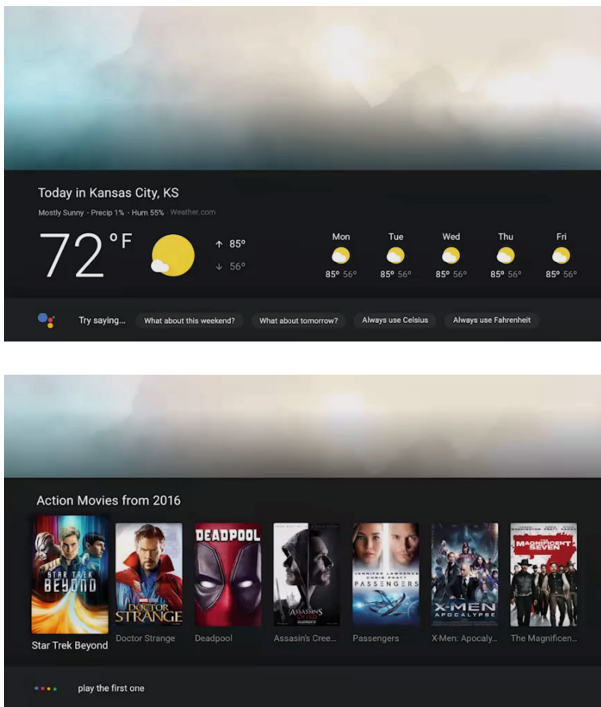 Today in Kansas City, KS
Mostly Sunny · Precip 1% · Hum 55% · Weather.com
72°F
↑ 85°
↓ 56°
Mon Tue Wed Thu Fri
85° 56° 85° 56° 85° 56° 85° 56° 85° 56°
Try saying... What about this weekend? What about tomorrow? Always use Celsius Always use Fahrenheit
Action Movies from 2016
STAR TREK
BEYOND
DOCTOR
STRANGE
DEADPOOL
ASSASSIN'S
CREED
JENNIFER LAWRENCE
CHRIS PRATT
PASSENGERS
X-MEN
APOCALYPSE
MAGNIFICENT
SEVEN
Star Trek Beyond Doctor Strange Deadpool Assasin's Cree... Passengers X-Men: Apocaly... The Magnificen...
play the first one